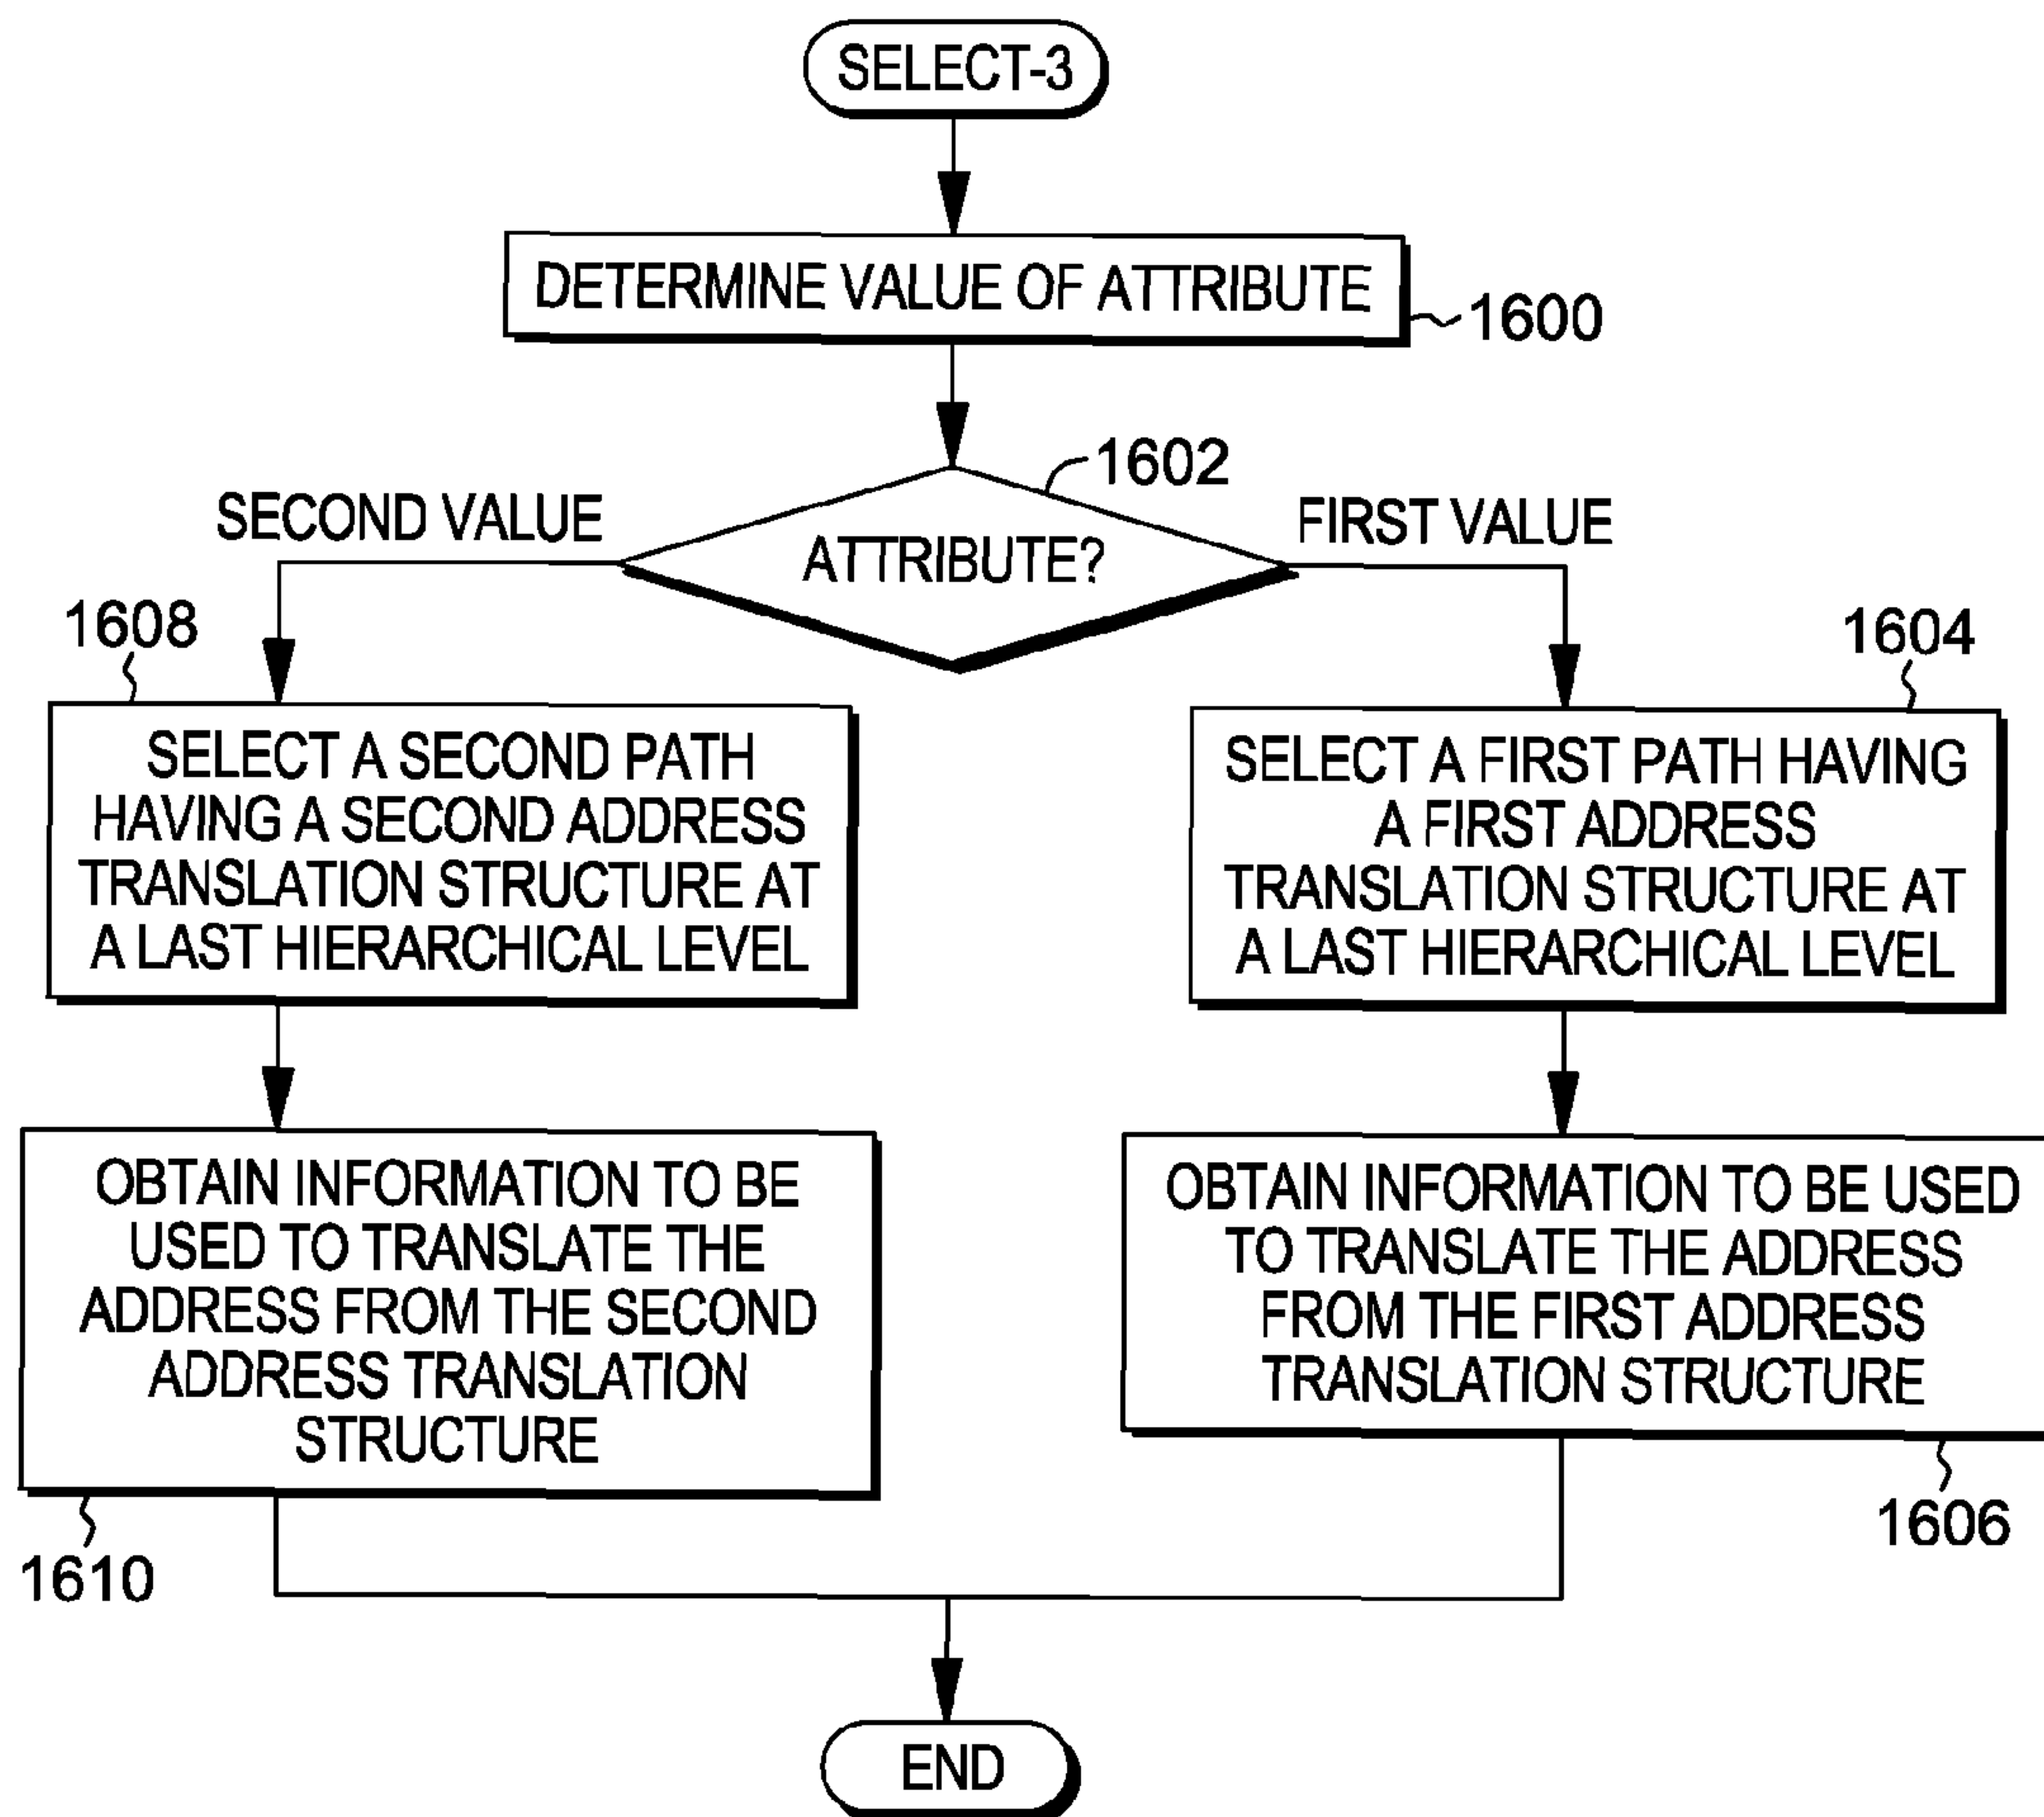 SELECT-3
DETERMINE VALUE OF ATTRIBUTE
1600
1602
SECOND VALUE
ATTRIBUTE?
FIRST VALUE
1608
SELECT A SECOND PATH
HAVING A SECOND ADDRESS
TRANSLATION STRUCTURE AT
A LAST HIERARCHICAL LEVEL
1604
SELECT A FIRST PATH HAVING
A FIRST ADDRESS
TRANSLATION STRUCTURE AT
A LAST HIERARCHICAL LEVEL
OBTAIN INFORMATION TO BE
USED TO TRANSLATE THE
ADDRESS FROM THE SECOND
ADDRESS TRANSLATION
STRUCTURE
1610
OBTAIN INFORMATION TO BE USED
TO TRANSLATE THE ADDRESS
FROM THE FIRST ADDRESS
TRANSLATION STRUCTURE
1606
END